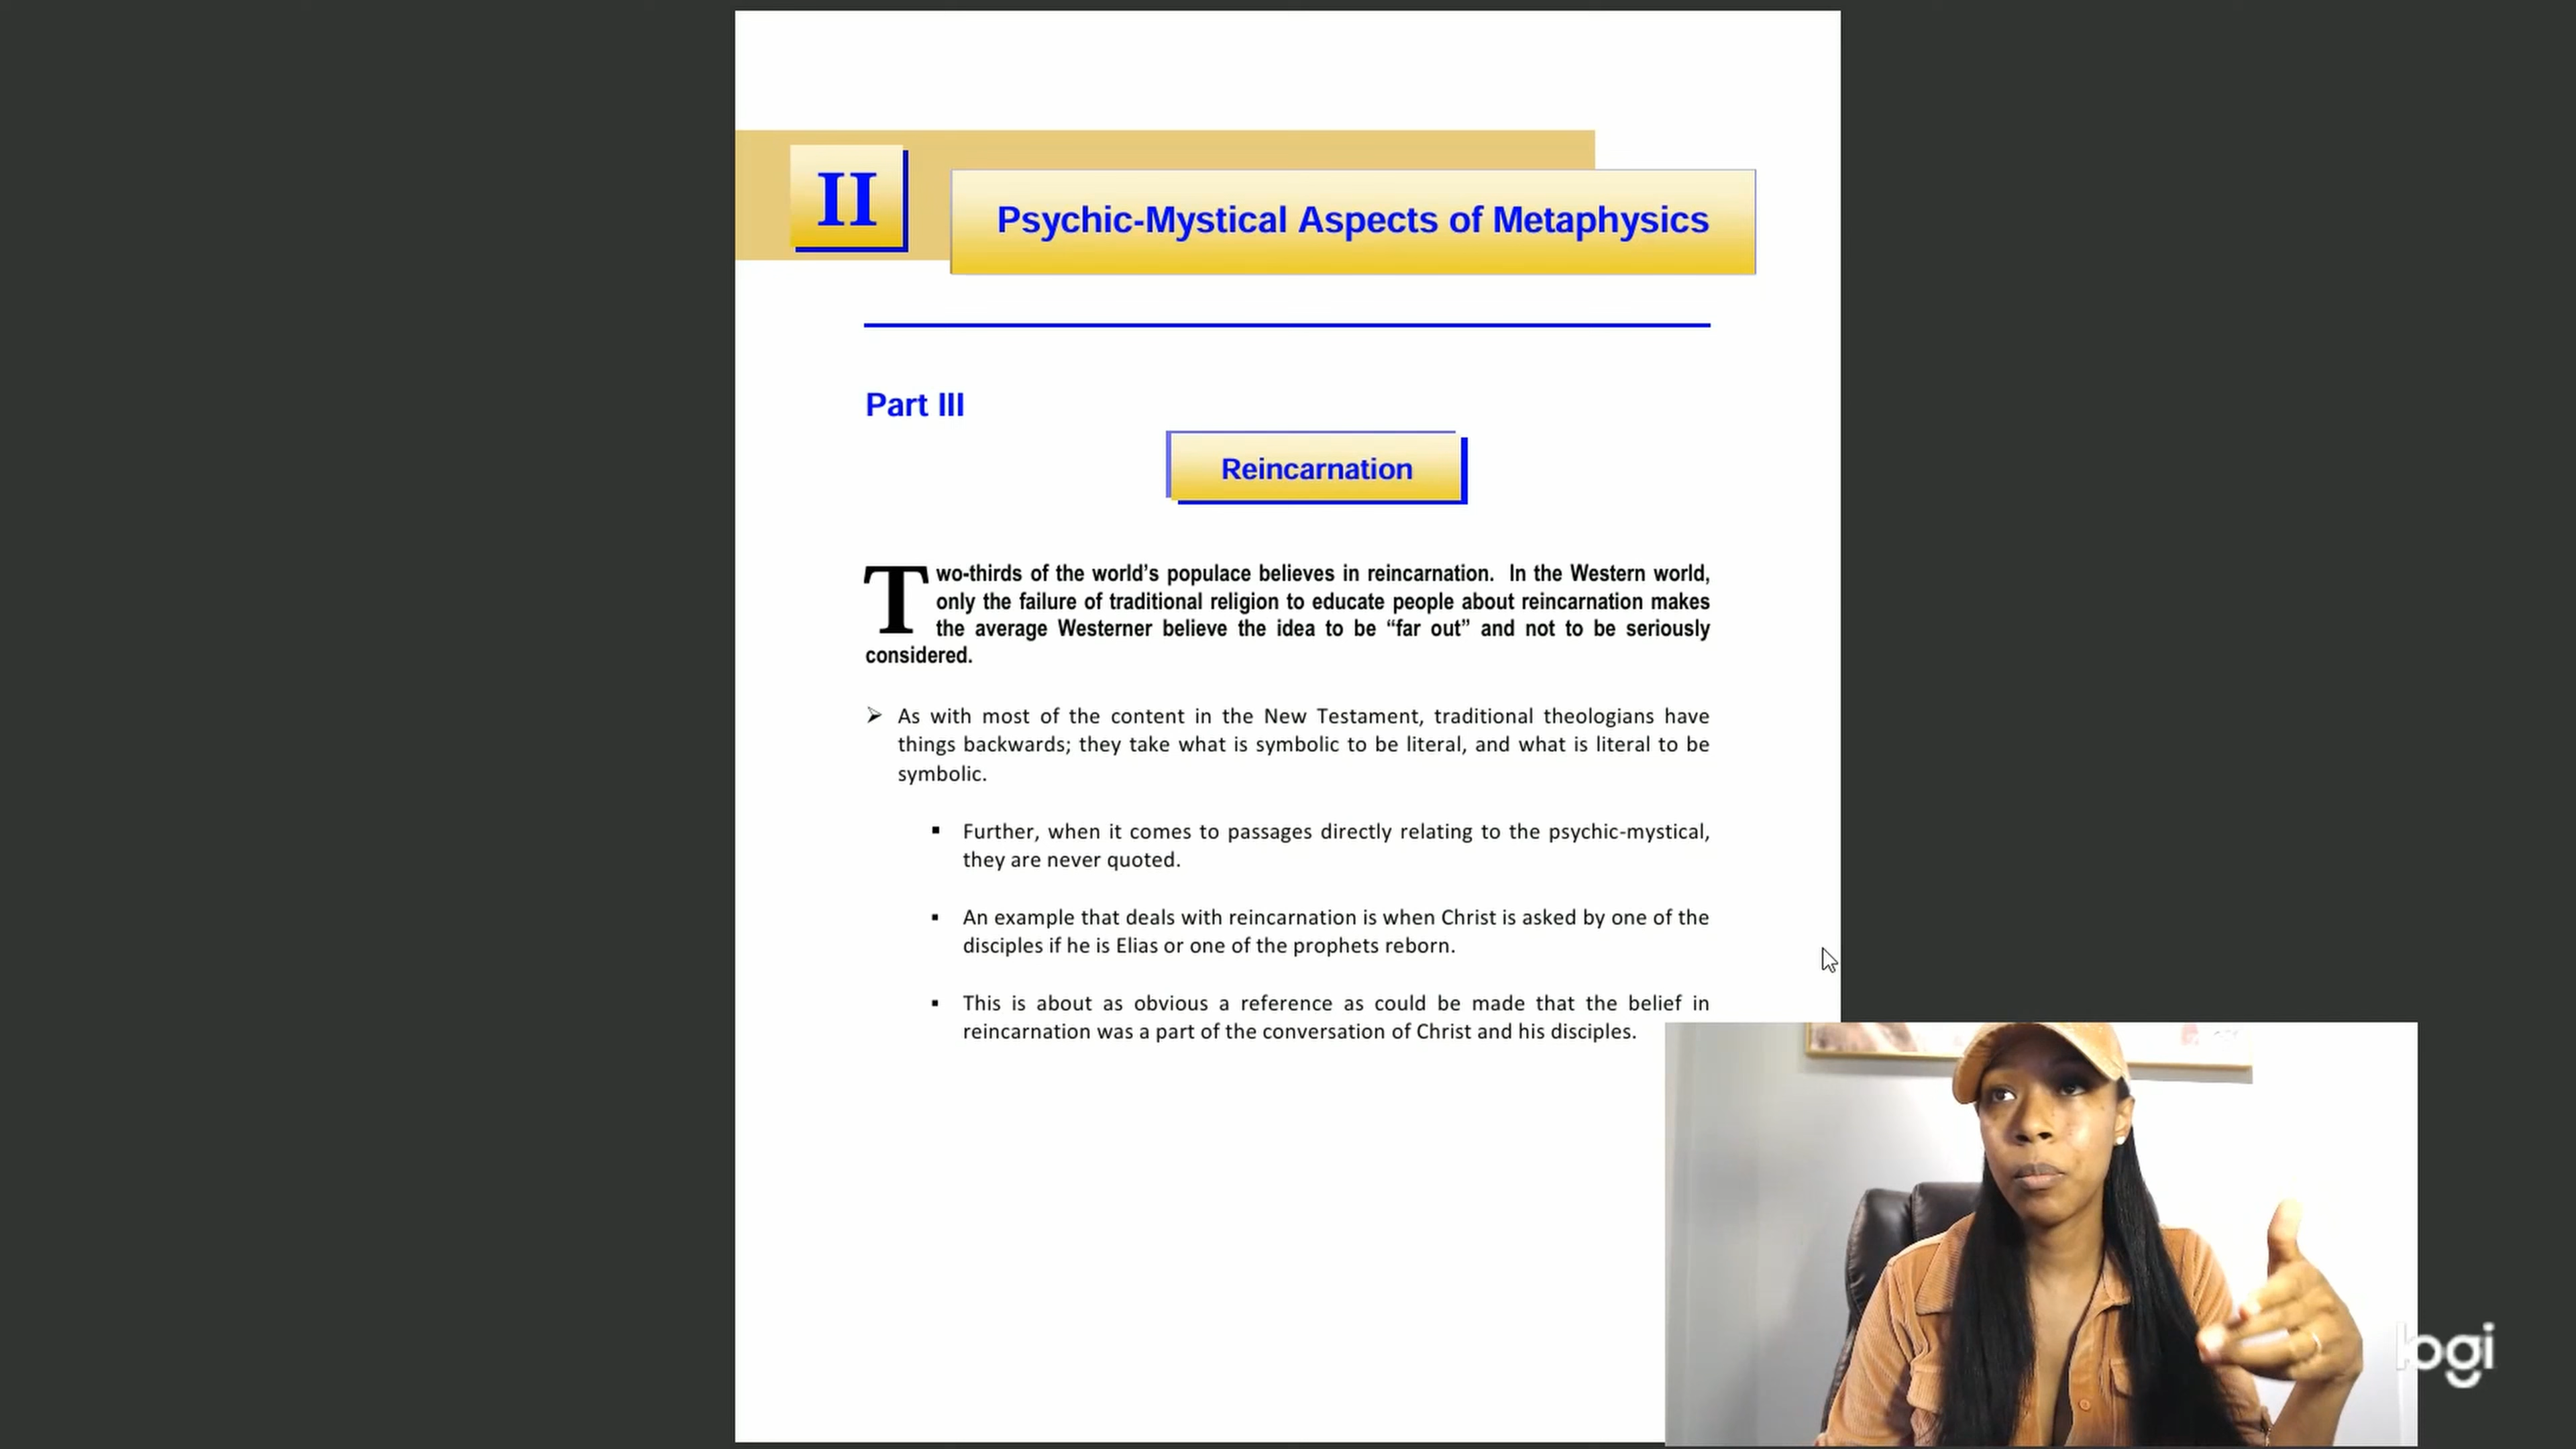 II
Psychic-Mystical Aspects of Metaphysics
Part III
Reincarnation
Two-thirds of the world’s populace believes in reincarnation. In the Western world,
only the failure of traditional religion to educate people about reincarnation makes
the average Westerner believe the idea to be “far out” and not to be seriously
considered.
➢ As with most of the content in the New Testament, traditional theologians have
things backwards; they take what is symbolic to be literal, and what is literal to be
symbolic.
▪ Further, when it comes to passages directly relating to the psychic-mystical,
they are never quoted.
▪ An example that deals with reincarnation is when Christ is asked by one of the
disciples if he is Elias or one of the prophets reborn.
▪ This is about as obvious a reference as could be made that the belief in
reincarnation was a part of the conversation of Christ and his disciples.
logi